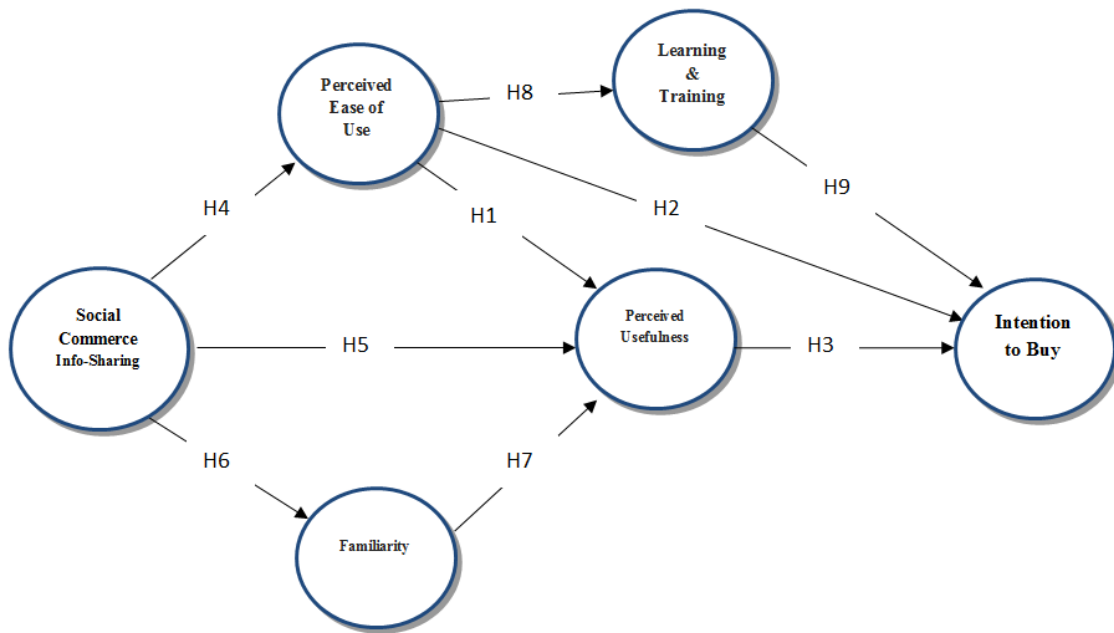 Learning
&
Training
Perceived
Ease of
Use
H8
H9
H4
H1
H2
Social
Commerce
Info-Sharing
Perceived
Usefulness
Intention
to Buy
H5
H3
H6
H7
Familiarity